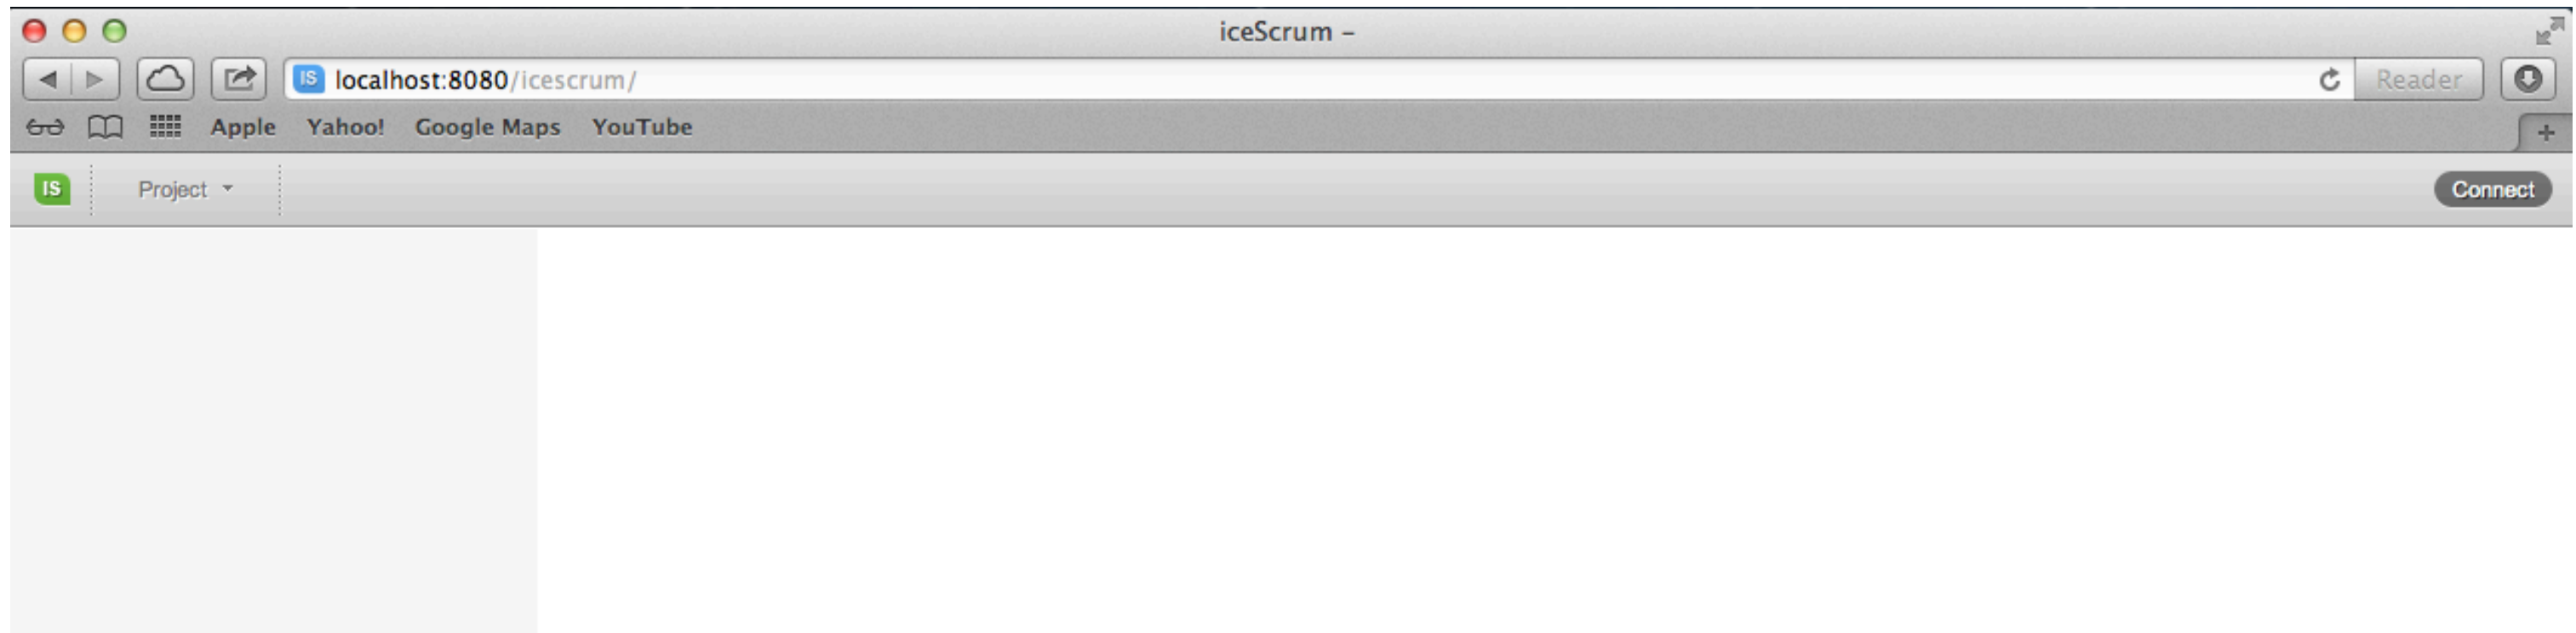 iceScrum –
IS localhost:8080/icescrum/ Reader
Apple Yahoo! Google Maps YouTube +
IS Project Connect